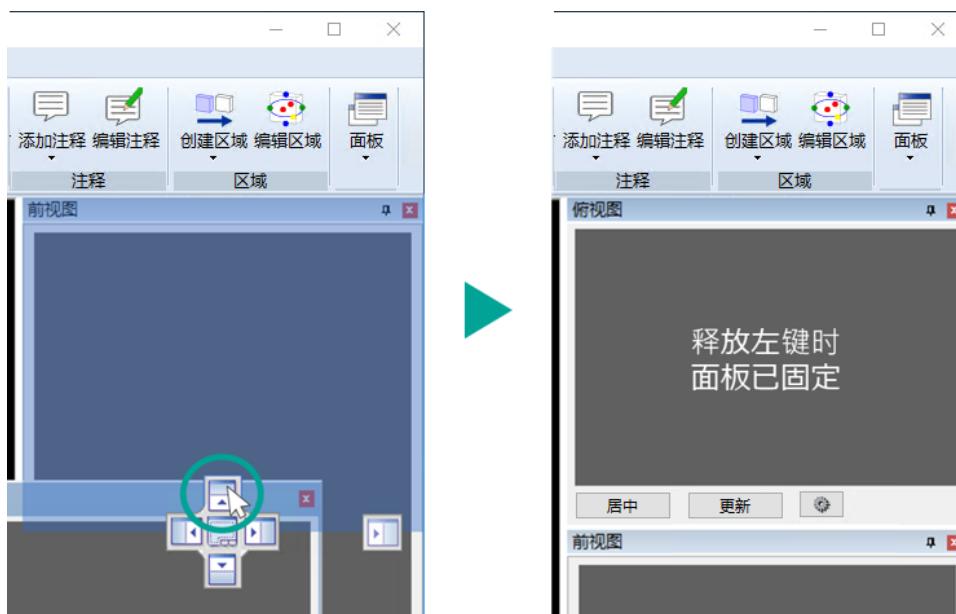 添加注释 编辑注释 创建区域 编辑区域 面板
注释 区域
前视图
添加注释 编辑注释 创建区域 编辑区域 面板
注释 区域
俯视图
释放左键时
面板已固定
居中 更新
前视图